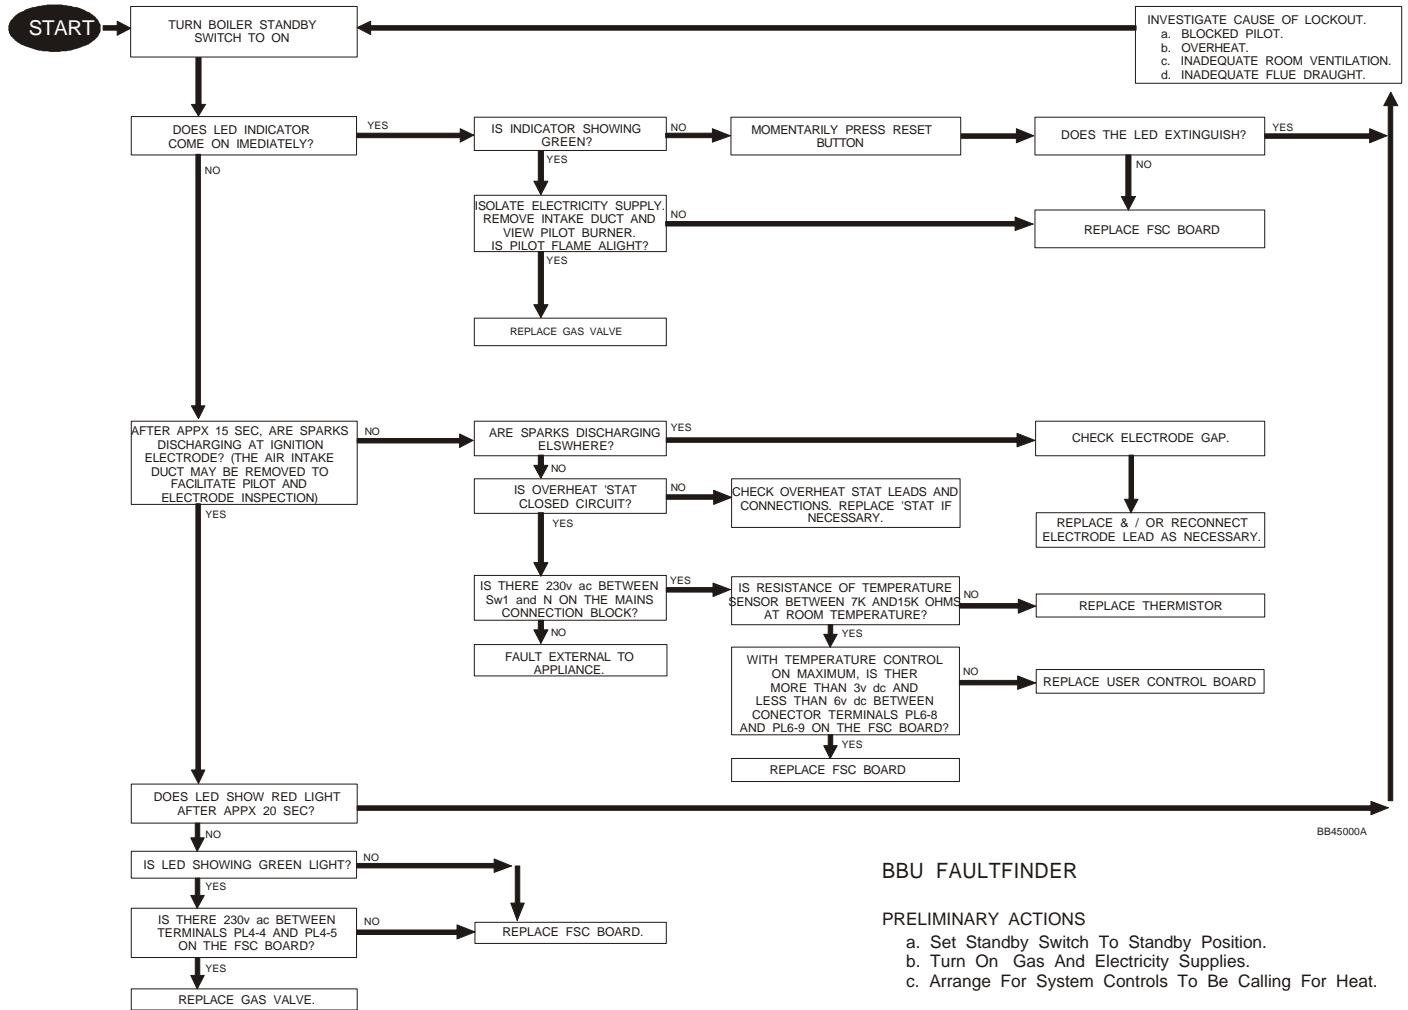 START
TURN BOILER STANDBY
SWITCH TO ON
INVESTIGATE CAUSE OF LOCKOUT.
a. BLOCKED PILOT.
b. OVERHEAT.
c. INADEQUATE ROOM VENTILATION.
d. INADEQUATE FLUE DRAUGHT.
DOES LED INDICATOR
COME ON IMEDIATELY?
YES
IS INDICATOR SHOWING
GREEN?
NO
MOMENTARILY PRESS RESET
BUTTON
DOES THE LED EXTINGUISH?
YES
NO
YES
NO
ISOLATE ELECTRICITY SUPPLY.
REMOVE INTAKE DUCT AND
VIEW PILOT BURNER.
IS PILOT FLAME ALIGHT?
NO
REPLACE FSC BOARD
YES
REPLACE GAS VALVE
AFTER APPX 15 SEC, ARE SPARKS
DISCHARGING AT IGNITION
ELECTRODE? (THE AIR INTAKE
DUCT MAY BE REMOVED TO
FACILITATE PILOT AND
ELECTRODE INSPECTION)
NO
ARE SPARKS DISCHARGING
ELSWHERE?
YES
CHECK ELECTRODE GAP.
NO
IS OVERHEAT 'STAT
CLOSED CIRCUIT?
NO
CHECK OVERHEAT STAT LEADS AND
CONNECTIONS. REPLACE 'STAT IF
NECESSARY.
REPLACE & / OR RECONNECT
ELECTRODE LEAD AS NECESSARY.
YES
YES
IS THERE 230v ac BETWEEN
Sw1 and N ON THE MAINS
CONNECTION BLOCK?
YES
IS RESISTANCE OF TEMPERATURE
SENSOR BETWEEN 7K AND15K OHMS
AT ROOM TEMPERATURE?
NO
REPLACE THERMISTOR
NO
YES
FAULT EXTERNAL TO
APPLIANCE.
WITH TEMPERATURE CONTROL
ON MAXIMUM, IS THER
MORE THAN 3v dc AND
LESS THAN 6v dc BETWEEN
CONECTOR TERMINALS PL6-8
AND PL6-9 ON THE FSC BOARD?
NO
REPLACE USER CONTROL BOARD
YES
REPLACE FSC BOARD
DOES LED SHOW RED LIGHT
AFTER APPX 20 SEC?
BB45000A
NO
IS LED SHOWING GREEN LIGHT?
NO
YES
IS THERE 230v ac BETWEEN
TERMINALS PL4-4 AND PL4-5
ON THE FSC BOARD?
NO
REPLACE FSC BOARD.
YES
REPLACE GAS VALVE.
BBU FAULTFINDER
PRELIMINARY ACTIONS
a. Set Standby Switch To Standby Position.
b. Turn On Gas And Electricity Supplies.
c. Arrange For System Controls To Be Calling For Heat.